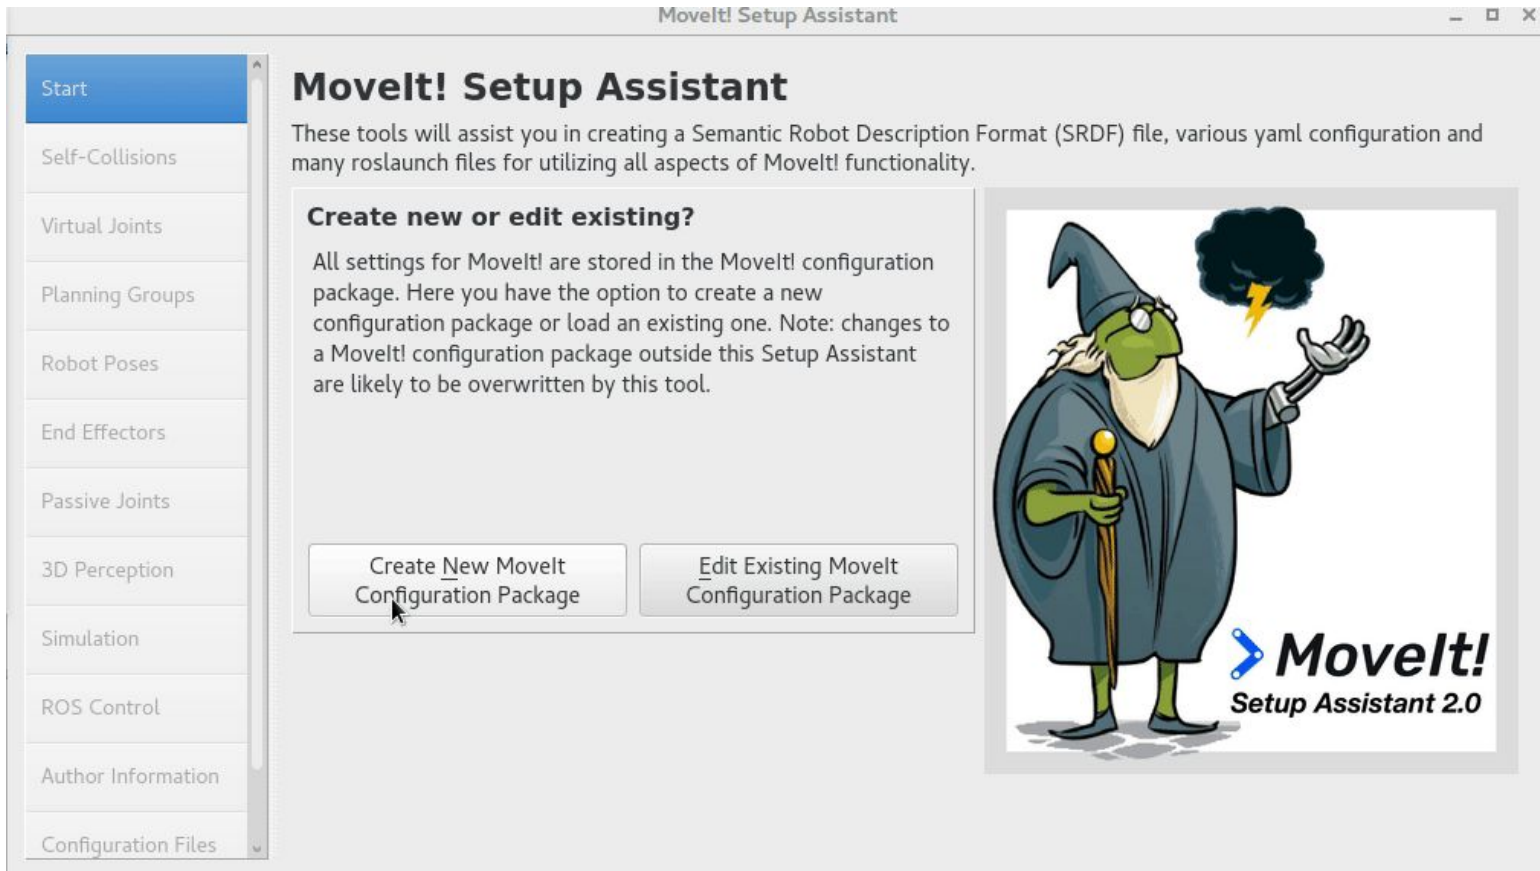 MoveIt! Setup Assistant
Start
Self-Collisions
Virtual Joints
Planning Groups
Robot Poses
End Effectors
Passive Joints
3D Perception
Simulation
ROS Control
Author Information
Configuration Files
MoveIt! Setup Assistant
These tools will assist you in creating a Semantic Robot Description Format (SRDF) file, various yaml configuration and
many roslaunch files for utilizing all aspects of MoveIt! functionality.
Create new or edit existing?
All settings for MoveIt! are stored in the MoveIt! configuration
package. Here you have the option to create a new
configuration package or load an existing one. Note: changes to
a MoveIt! configuration package outside this Setup Assistant
are likely to be overwritten by this tool.
Create New MoveIt
Configuration Package
Edit Existing MoveIt
Configuration Package
MoveIt!
Setup Assistant 2.0